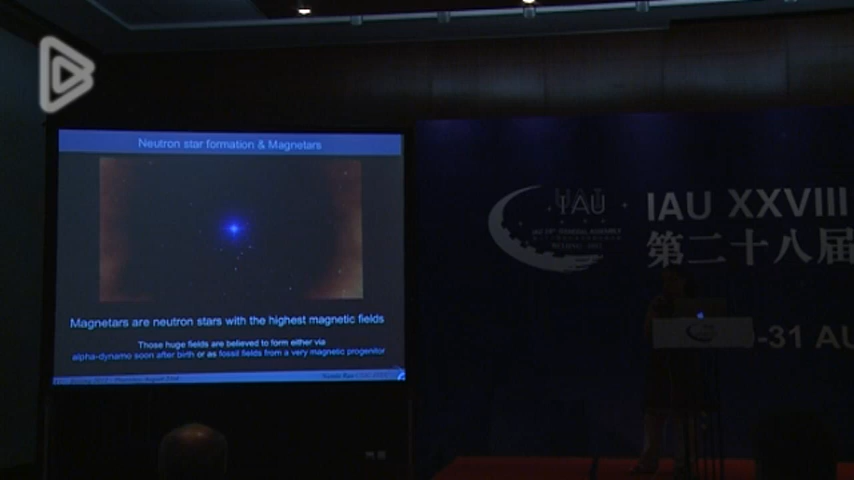 Neutron star formation & Magnetars
Magnetars are neutron stars with the highest magnetic fields
Those huge fields are believed to form either via
alpha-dynamo soon after birth or as fossil fields from a very magnetic progenitor
IAU
IAU XXVIII
第二十八届
-31 AU